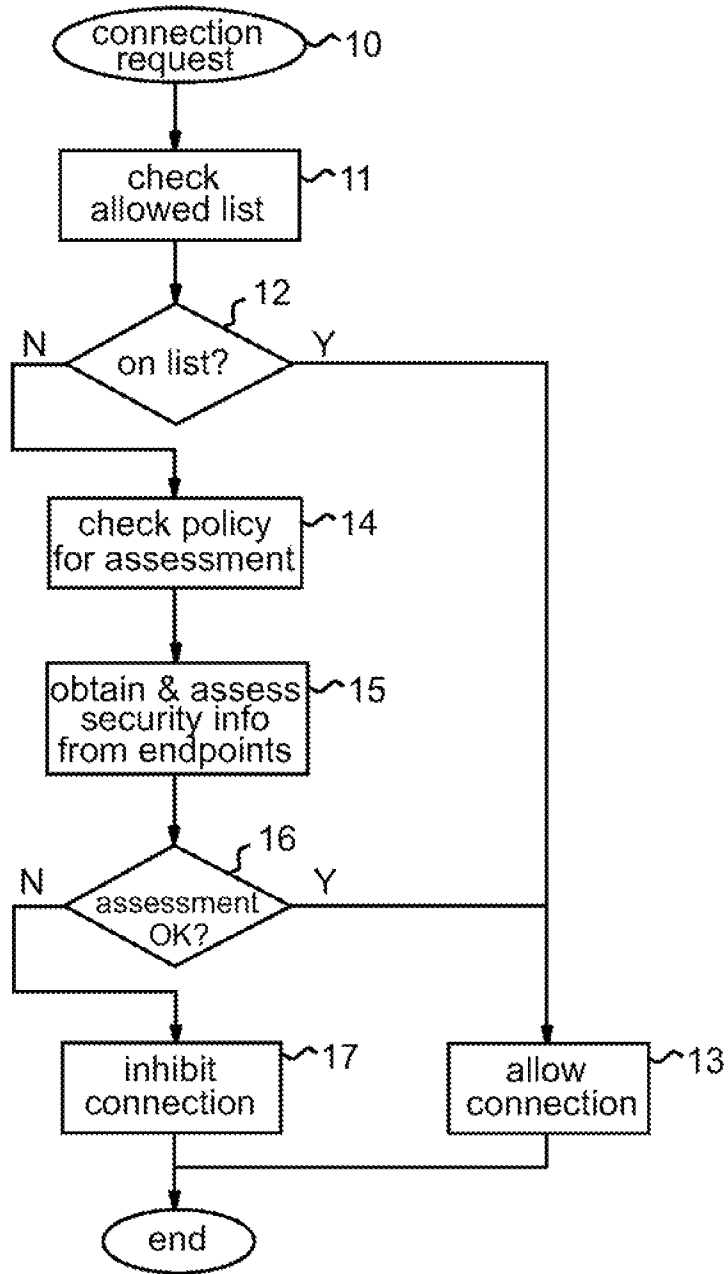 connection
request
10
check
allowed list
11
12
N
on list?
Y
check policy
for assessment
14
obtain & assess
security info
from endpoints
15
16
N
assessment
OK?
Y
inhibit
connection
17
allow
connection
13
end